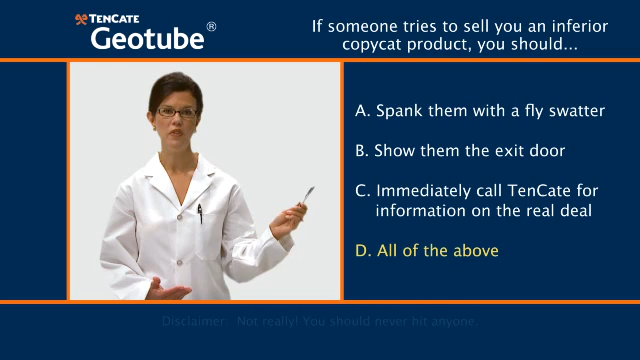 TENCATE
Geotube®
If someone tries to sell you an inferior
copycat product, you should...
A. Spank them with a fly swatter
B. Show them the exit door
C. Immediately call TenCate for
information on the real deal
D. All of the above
Disclaimer: Not really! You should never hit anyone.